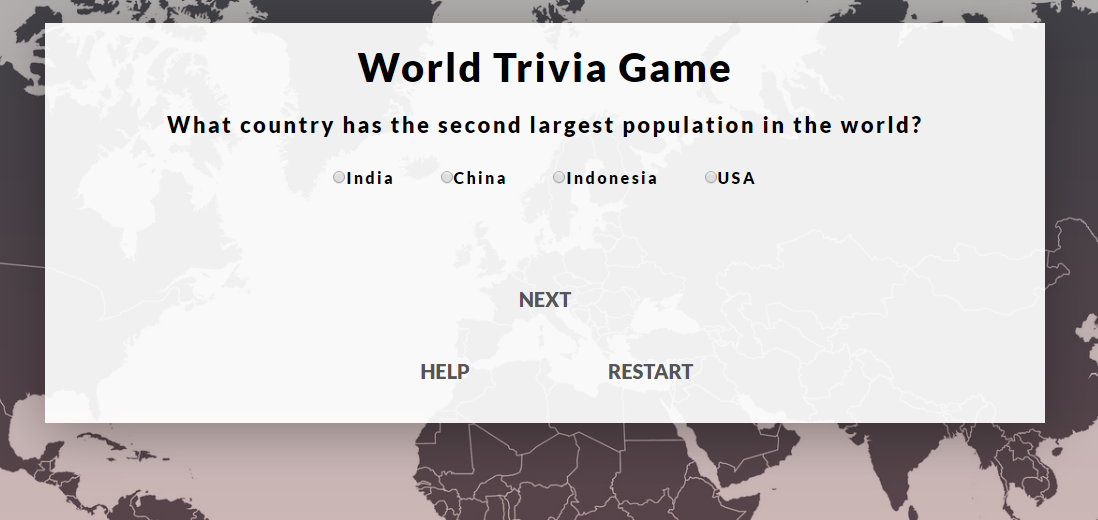 World Trivia Game
What country has the second largest population in the world?
India China Indonesia USA
NEXT
HELP RESTART